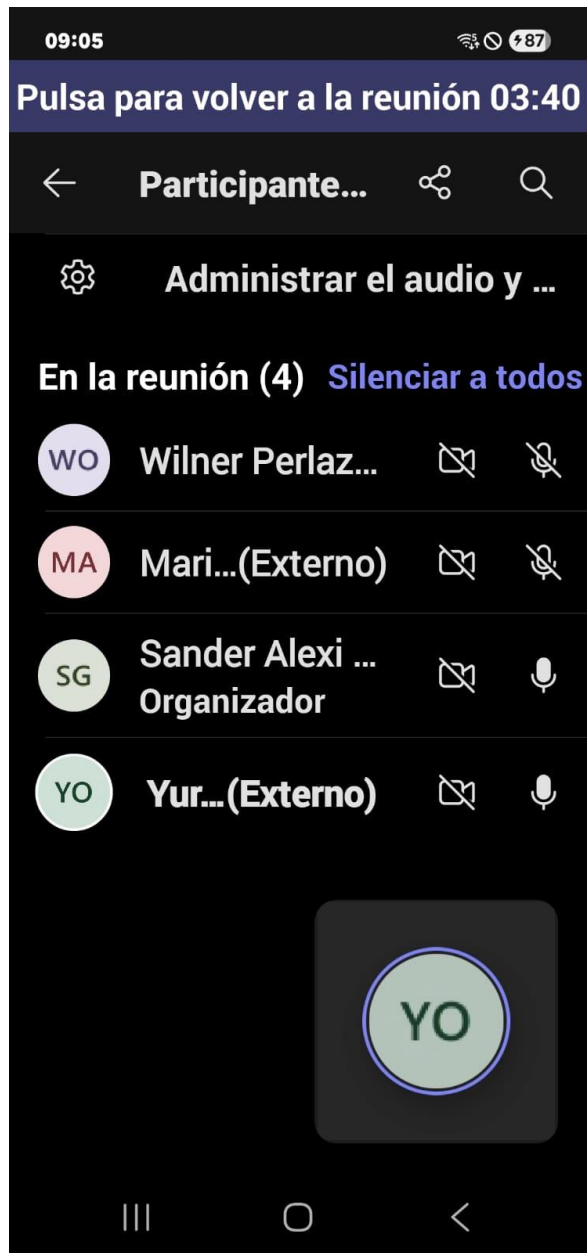 09:05 87
Pulsa para volver a la reunión 03:40
Participante...
Administrar el audio y ...
En la reunión (4) Silenciar a todos
WO Wilner Perlaz...
MA Mari...(Externo)
SG Sander Alexi ...
Organizador
YO Yur...(Externo)
YO